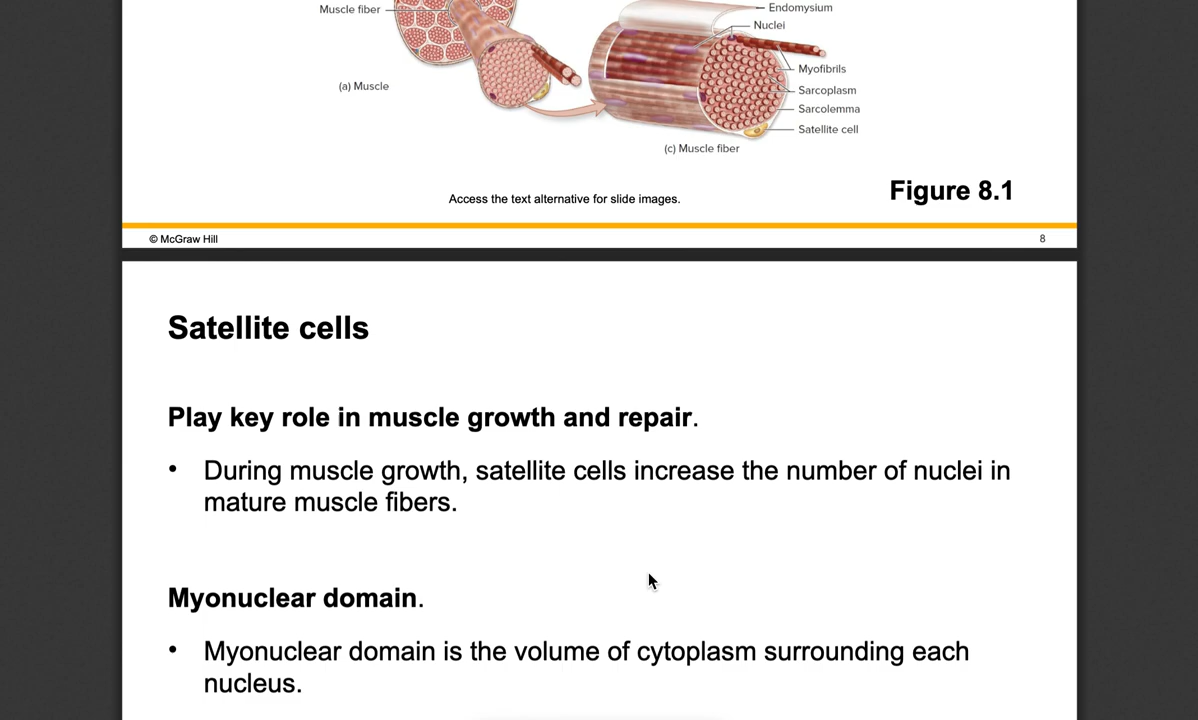 Muscle fiber
Endomysium
Nuclei
Myofibrils
(a) Muscle
Sarcoplasm
Sarcolemma
Satellite cell
(c) Muscle fiber
Access the text alternative for slide images.
Figure 8.1
© McGraw Hill
8
Satellite cells
Play key role in muscle growth and repair.
• During muscle growth, satellite cells increase the number of nuclei in
mature muscle fibers.
Myonuclear domain.
• Myonuclear domain is the volume of cytoplasm surrounding each
nucleus.